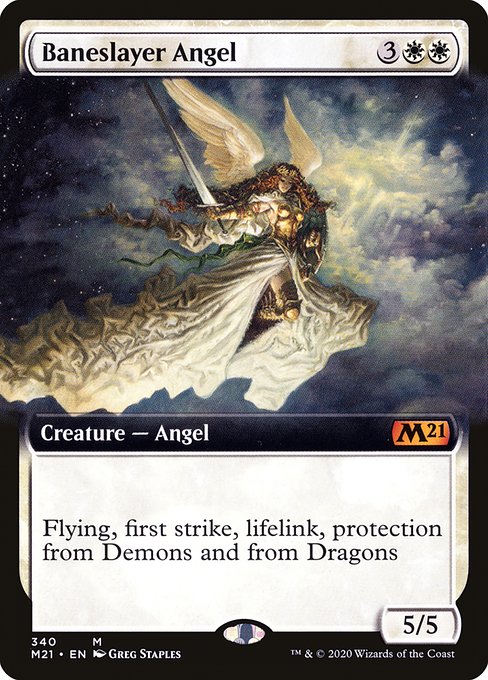 Baneslayer Angel 3
Creature — Angel
M21
Flying, first strike, lifelink, protection
from Demons and from Dragons
5/5
340 M
M21 • EN Greg Staples
™ & © 2020 Wizards of the Coast